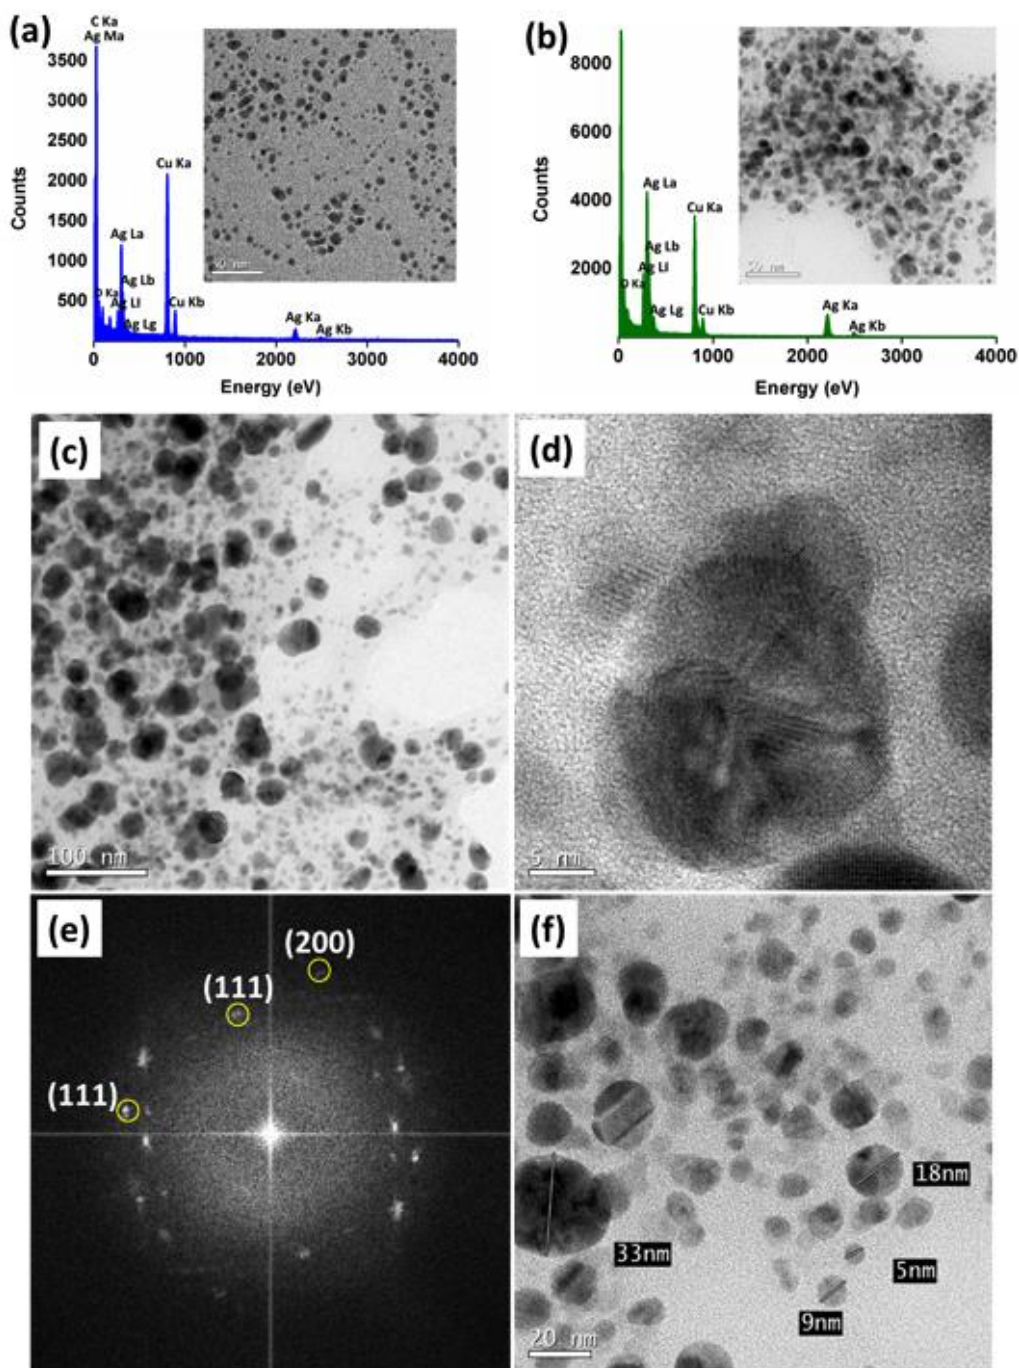 (a)
C Ka
Ag Ma
3500
3000
2500
2000
1500
1000
500
Counts
Cu Ka
Ag La
Ag Lb
O Ka
Ag Ll
Ag Lg
Cu Kb
Ag Ka
Ag Kb
0
1000
2000
3000
4000
Energy (eV)
(b)
8000
6000
4000
2000
Counts
Ag La
Cu Ka
Ag Lb
Ag Ll
O Ka
Ag Lg
Cu Kb
Ag Ka
Ag Kb
0
1000
2000
3000
4000
Energy (eV)
(c)
100 nm
(d)
5 nm
(e)
(200)
(111)
(111)
(f)
18nm
33nm
5nm
9nm
20 nm